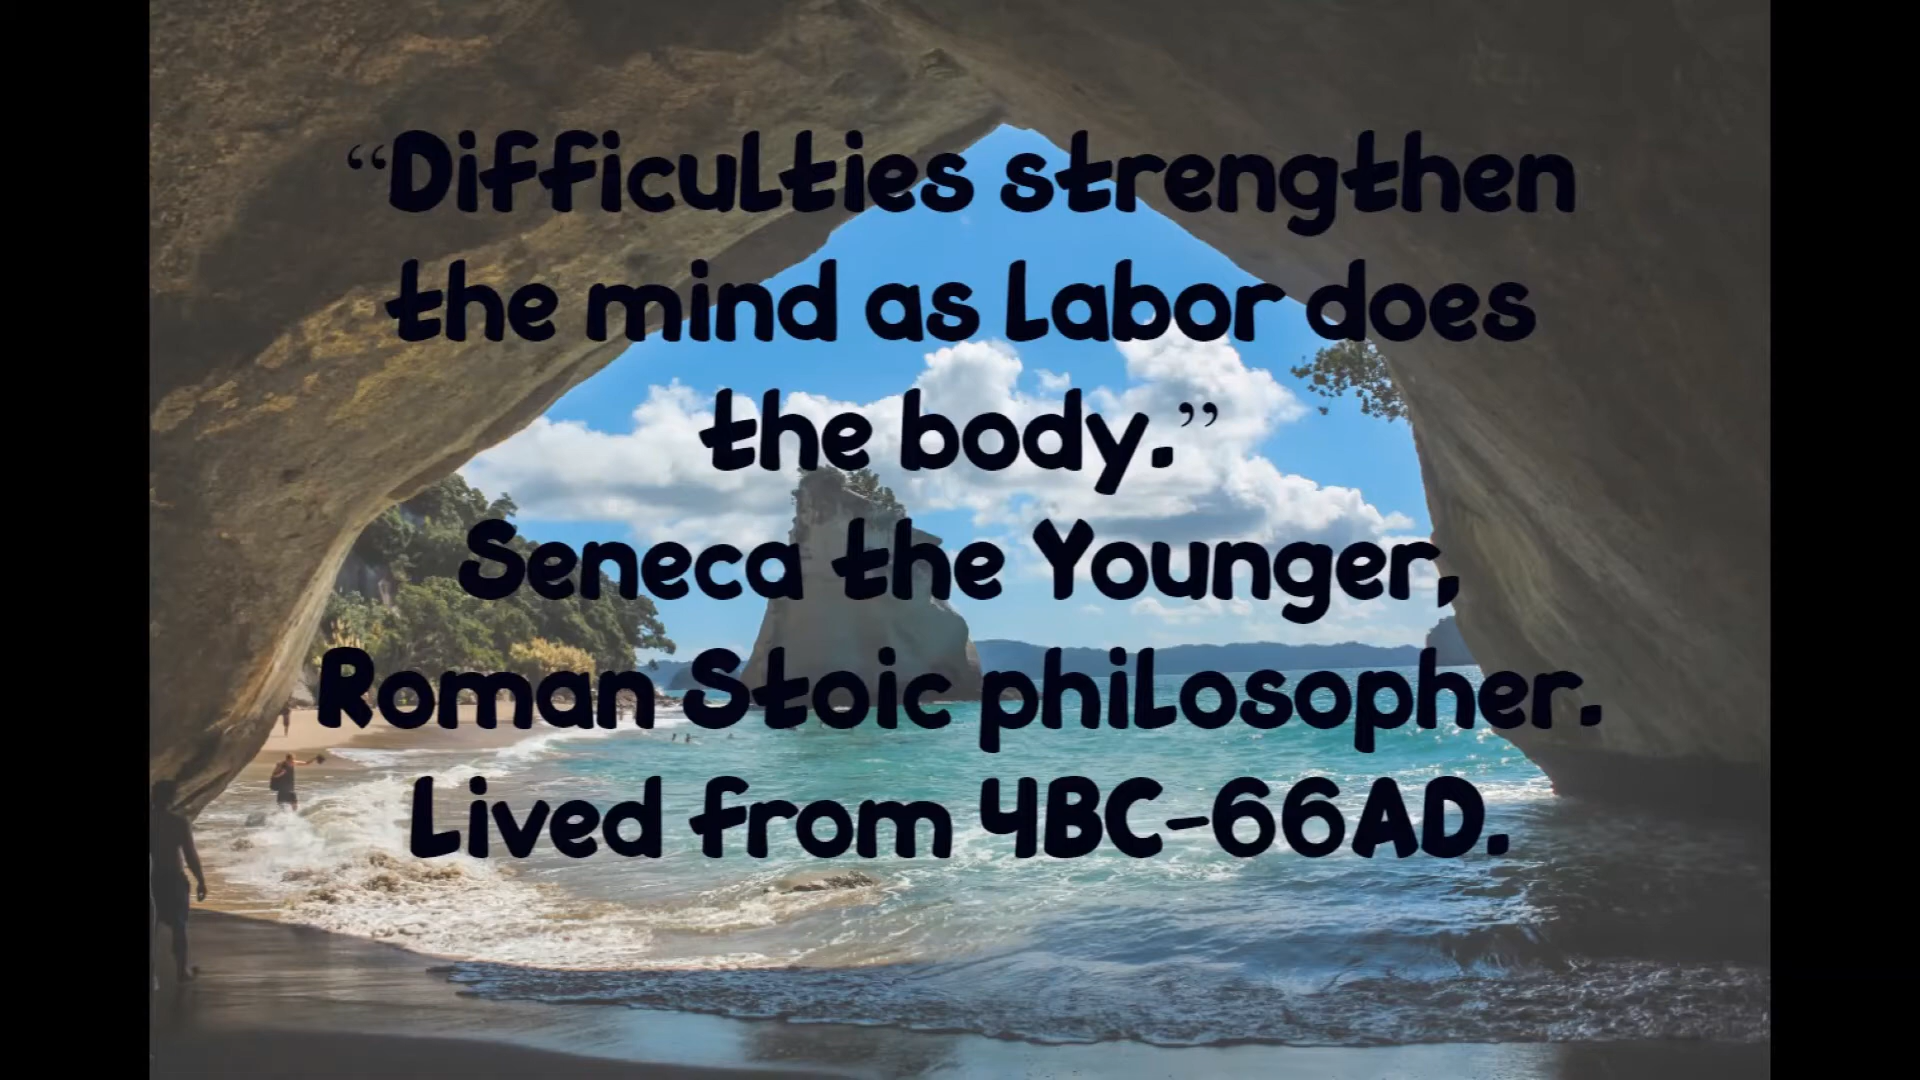 “Difficulties strengthen
the mind as labor does
the body.”
Seneca the Younger,
Roman Stoic philosopher.
Lived from 4BC-66AD.